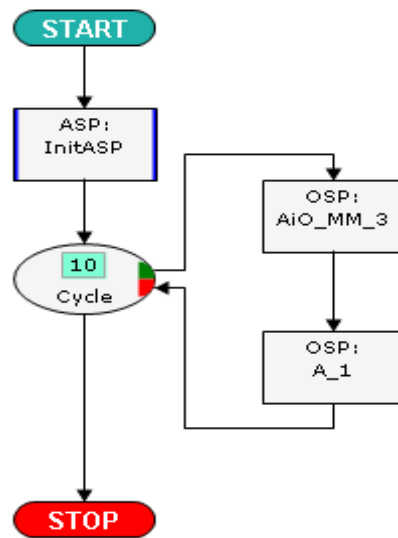 START
ASP:
InitASP
10
Cycle
OSP:
AiO_MM_3
OSP:
A_1
STOP